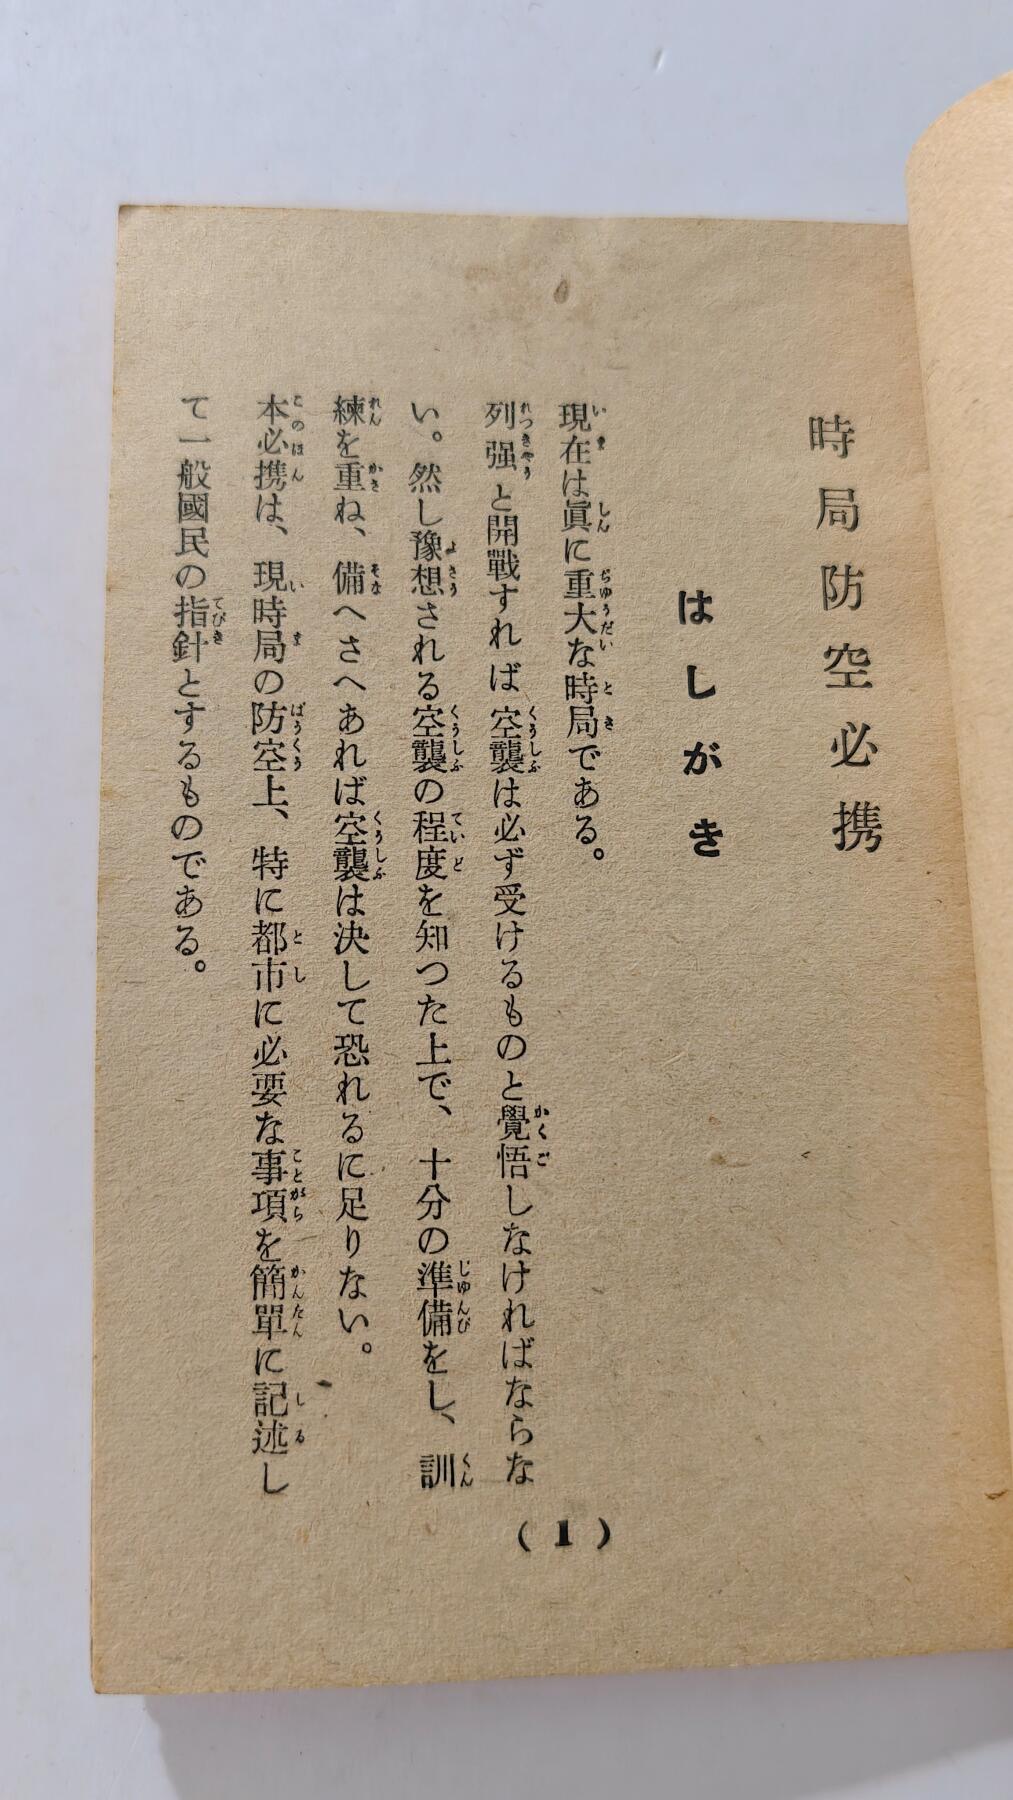 時局防空必携
はしがき
現在は眞に重大な時局である。
列强と開戰すれば空襲は必ず受けるものと覺悟しなければならな
い。然し豫想される空襲の程度を知つた上で、十分の準備をし、訓
練を重ね、備へさへあれば空襲は決して恐れるに足りない。
本必携は、現時局の防空上、特に都市に必要な事項を簡單に記述し
て一般國民の指針とするものである。
(1)